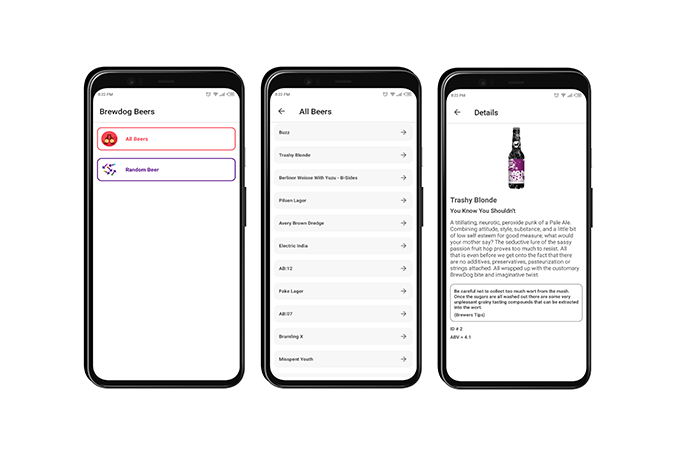 PM
Brewdog Beers
All Beers
Random Beer
PM
All Beers
Buzz
Trashy Blonde
Berliner Weisse With Yuzu - B-Sides
Pilsen Lager
Avery Brown Dredge
Electric India
AB:12
Fake Lager
AB:07
Bramling X
Misspent Youth
PM
Details
Trashy Blonde
You Know You Shouldn't
A titillating, neurotic, peroxide punk of a Pale Ale.
Combining attitude, style, substance, and a little bit
of low self esteem for good measure; what would
your mother say? The seductive lure of the sassy
passion fruit hop proves too much to resist. All
that is even before we get onto the fact that there
are no additives, preservatives, pasteurization or
strings attached. All wrapped up with the customary
BrewDog bite and imaginative twist.
Be careful not to collect too much wort from the mash.
Once the sugars are all washed out there are some very
unpleasant grainy tasting compounds that can be extracted
into the wort.
(Brewers Tips)
ID # 2
ABV = 4.1